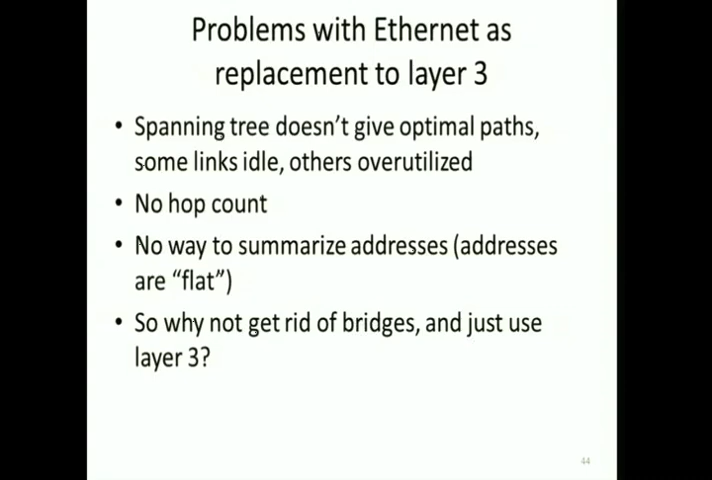 Problems with Ethernet as
replacement to layer 3
• Spanning tree doesn't give optimal paths,
some links idle, others overutilized
• No hop count
• No way to summarize addresses (addresses
are “flat”)
• So why not get rid of bridges, and just use
layer 3?
44